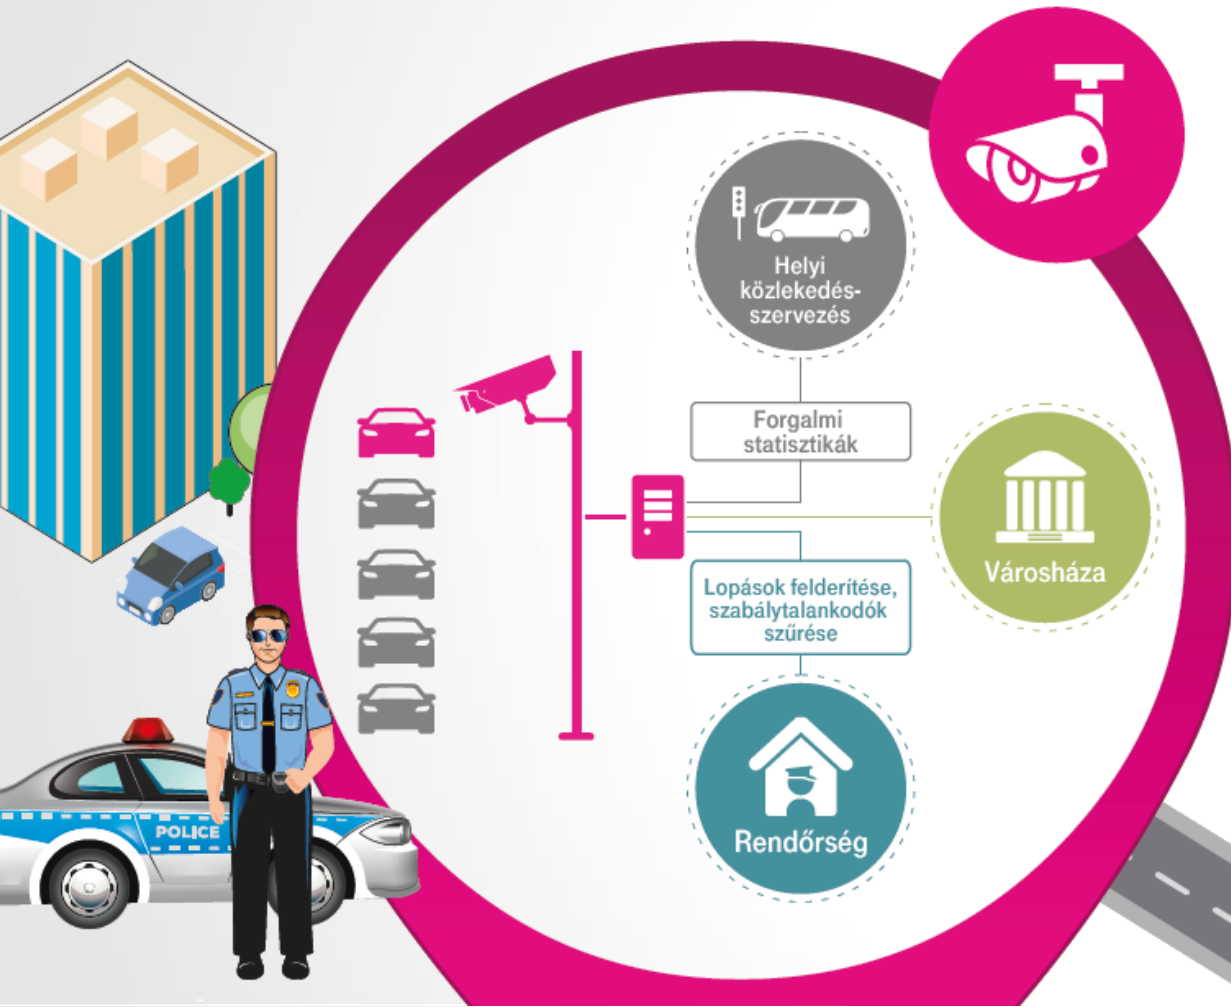 Helyi
közlekedés-
szervezés
Forgalmi
statisztikák
Városháza
Lopások felderítése,
szabálytalankodók
szűrése
Rendőrség
POLICE